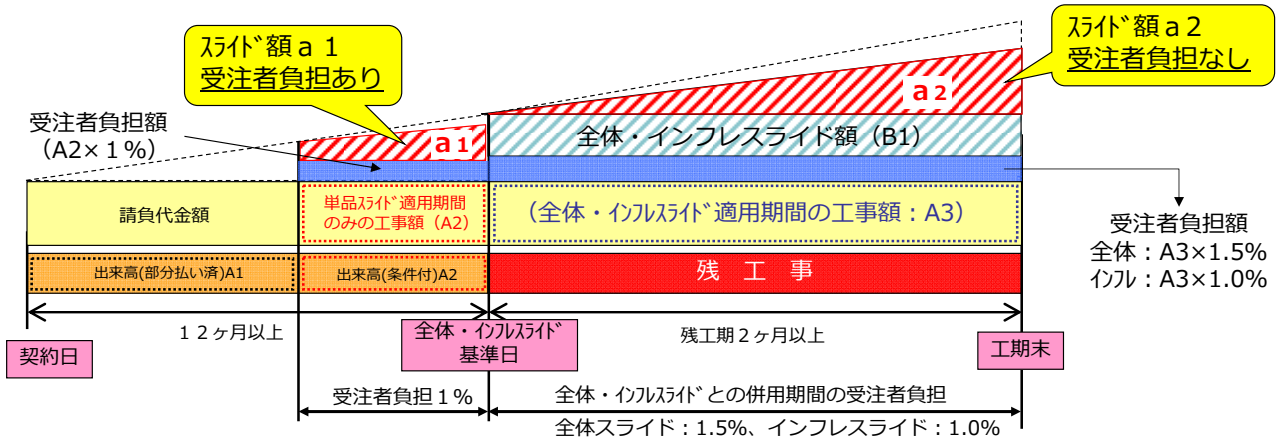 ｽﾗｲﾄﾞ額ａ１
受注者負担あり
ｽﾗｲﾄﾞ額ａ２
受注者負担なし
受注者負担額
（A2×１%）
a1
a2
全体・インフレスライド額（B1）
請負代金額
単品ｽﾗｲﾄﾞ適用期間
のみの工事額（A2）
（全体・ｲﾝﾌﾚｽﾗｲﾄﾞ適用期間の工事額：A3）
受注者負担額
全体：A3×1.5%
ｲﾝﾌﾚ：A3×1.0%
出来高(部分払い済)A1
出来高(条件付)A2
残　工　事
１２ヶ月以上
残工期２ヶ月以上
契約日
全体・ｲﾝﾌﾚｽﾗｲﾄﾞ
基準日
工期末
受注者負担１%
全体・ｲﾝﾌﾚｽﾗｲﾄﾞとの併用期間の受注者負担
全体スライド：1.5%、インフレスライド：1.0%